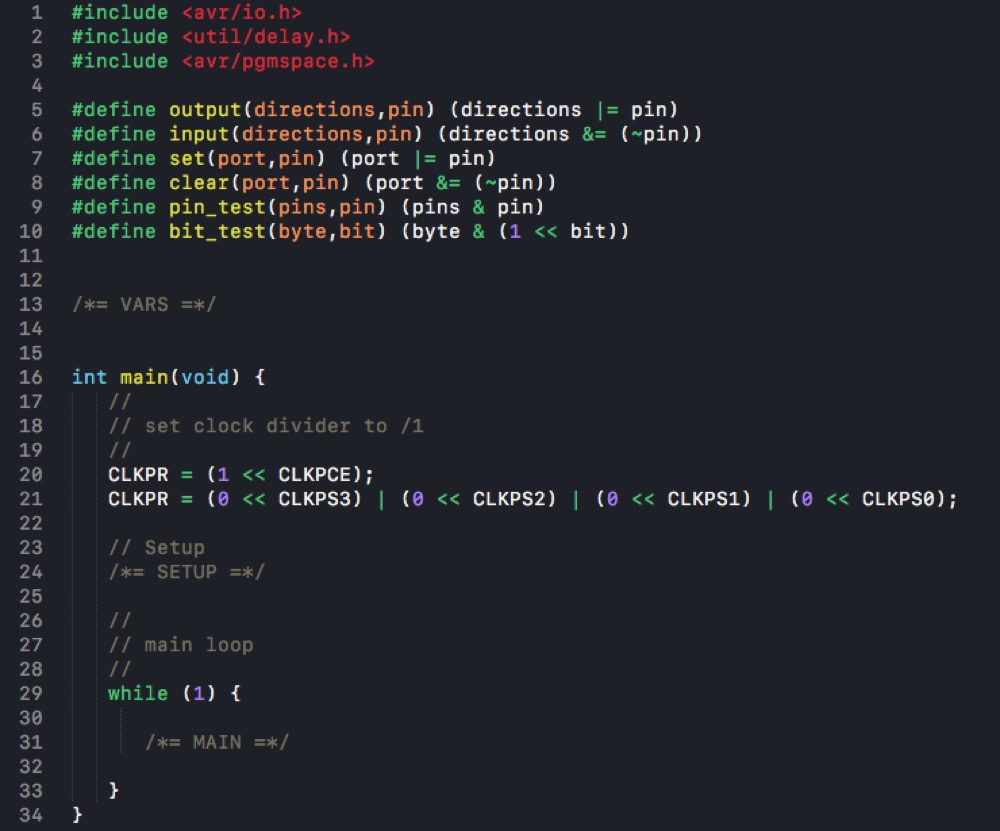 1 #include <avr/io.h>
2 #include <util/delay.h>
3 #include <avr/pgmspace.h>
4
5 #define output(directions,pin) (directions |= pin)
6 #define input(directions,pin) (directions &= (~pin))
7 #define set(port,pin) (port |= pin)
8 #define clear(port,pin) (port &= (~pin))
9 #define pin_test(pins,pin) (pins & pin)
10 #define bit_test(byte,bit) (byte & (1 << bit))
11
12
13 /*= VARS =*/
14
15
16 int main(void) {
17 //
18 // set clock divider to /1
19 //
20 CLKPR = (1 << CLKPCE);
21 CLKPR = (0 << CLKPS3) | (0 << CLKPS2) | (0 << CLKPS1) | (0 << CLKPS0);
22
23 // Setup
24 /*= SETUP =*/
25
26 //
27 // main loop
28 //
29 while (1) {
30
31 /*= MAIN =*/
32
33 }
34 }